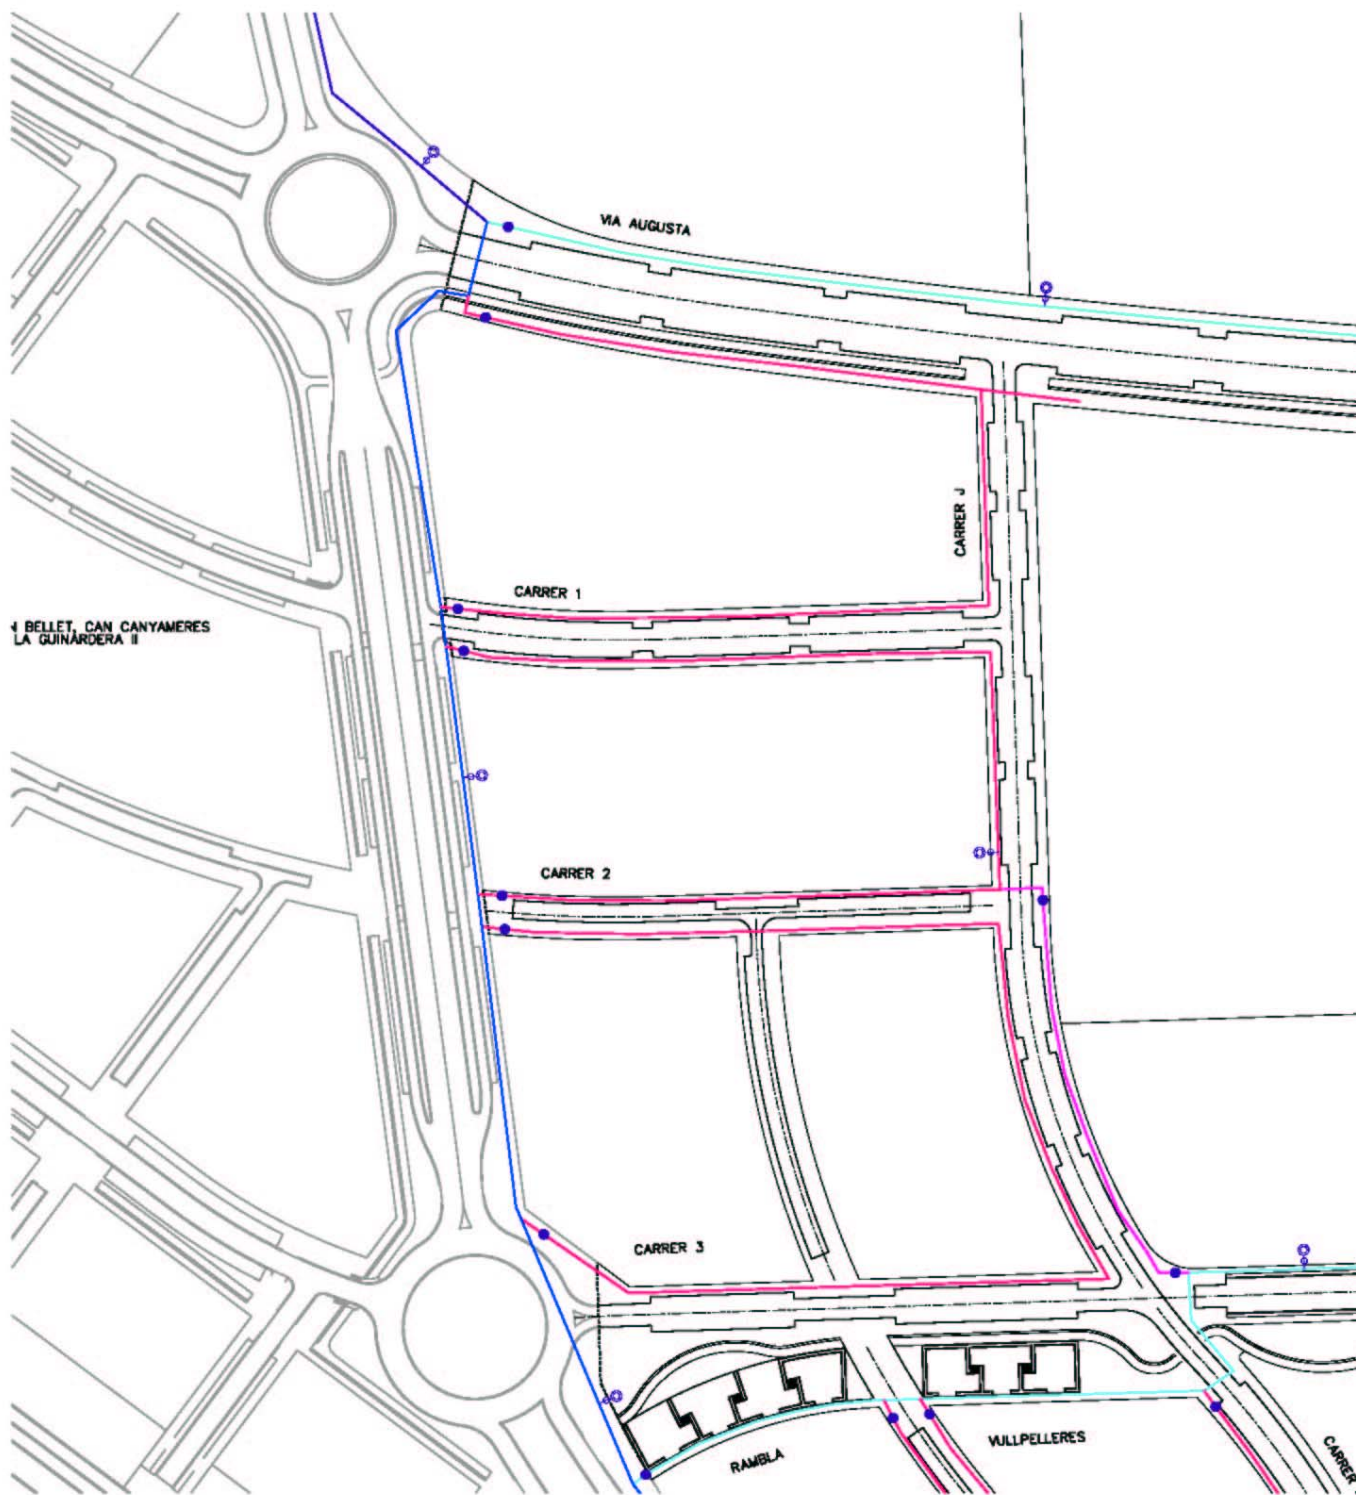 VIA AUGUSTA
CARRER J
CARRER 1
N BELLET, CAN CANYAMERES
LA GUINARDERA II
CARRER 2
CARRER 3
RAMBLA
VULLPELLERES
CARRER